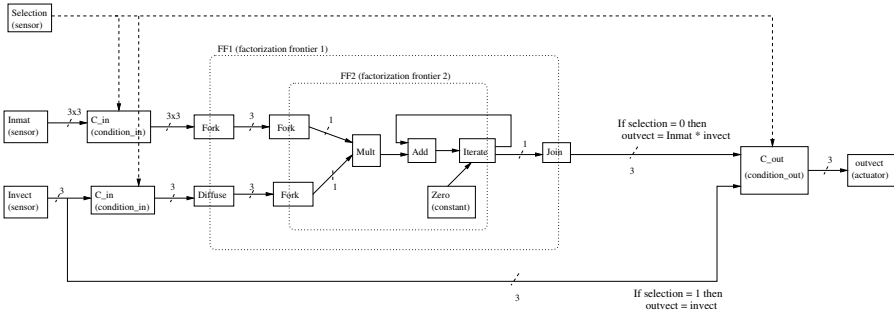 Selection
(sensor)
FF1 (factorization frontier 1)
FF2 (factorization frontier 2)
Inmat
(sensor)
3x3
C_in
(condition_in)
3x3
Fork
3
Fork
1
Mult
Add
Iterate
1
Join
If selection = 0 then
outvect = Inmat * invect
3
C_out
(condition_out)
3
outvect
(actuator)
Invect
(sensor)
3
C_in
(condition_in)
3
Diffuse
3
Fork
1
Zero
(constant)
3
If selection = 1 then
outvect = invect